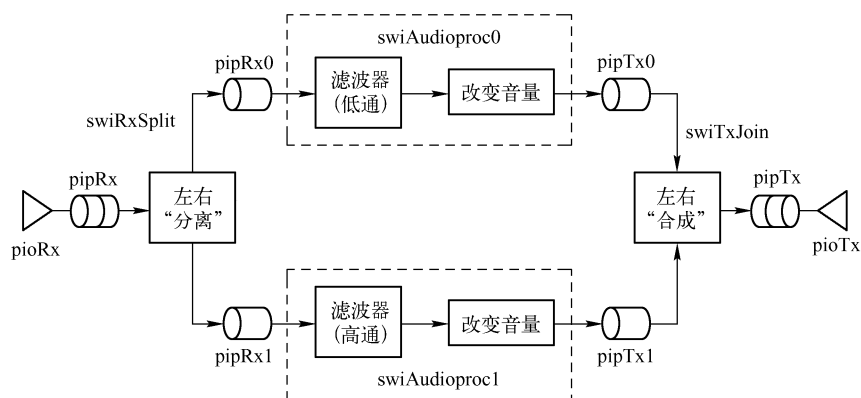 swiAudioproc0
pipRx0
滤波器
(低通)
改变音量
pipTx0
swiRxSplit
swiTxJoin
pipRx
左右
“分离”
左右
“合成”
pipTx
pioRx
pioTx
滤波器
(高通)
改变音量
pipRx1
pipTx1
swiAudioproc1